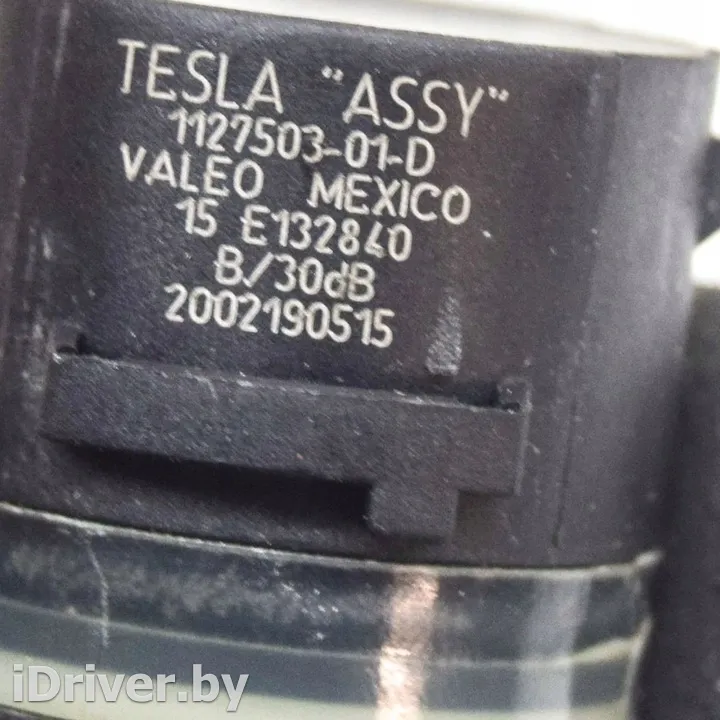 TESLA "ASSY"
1127503-01-D
VALEO MEXICO
15 E132840
B/30dB
2002190515
iDriver.by